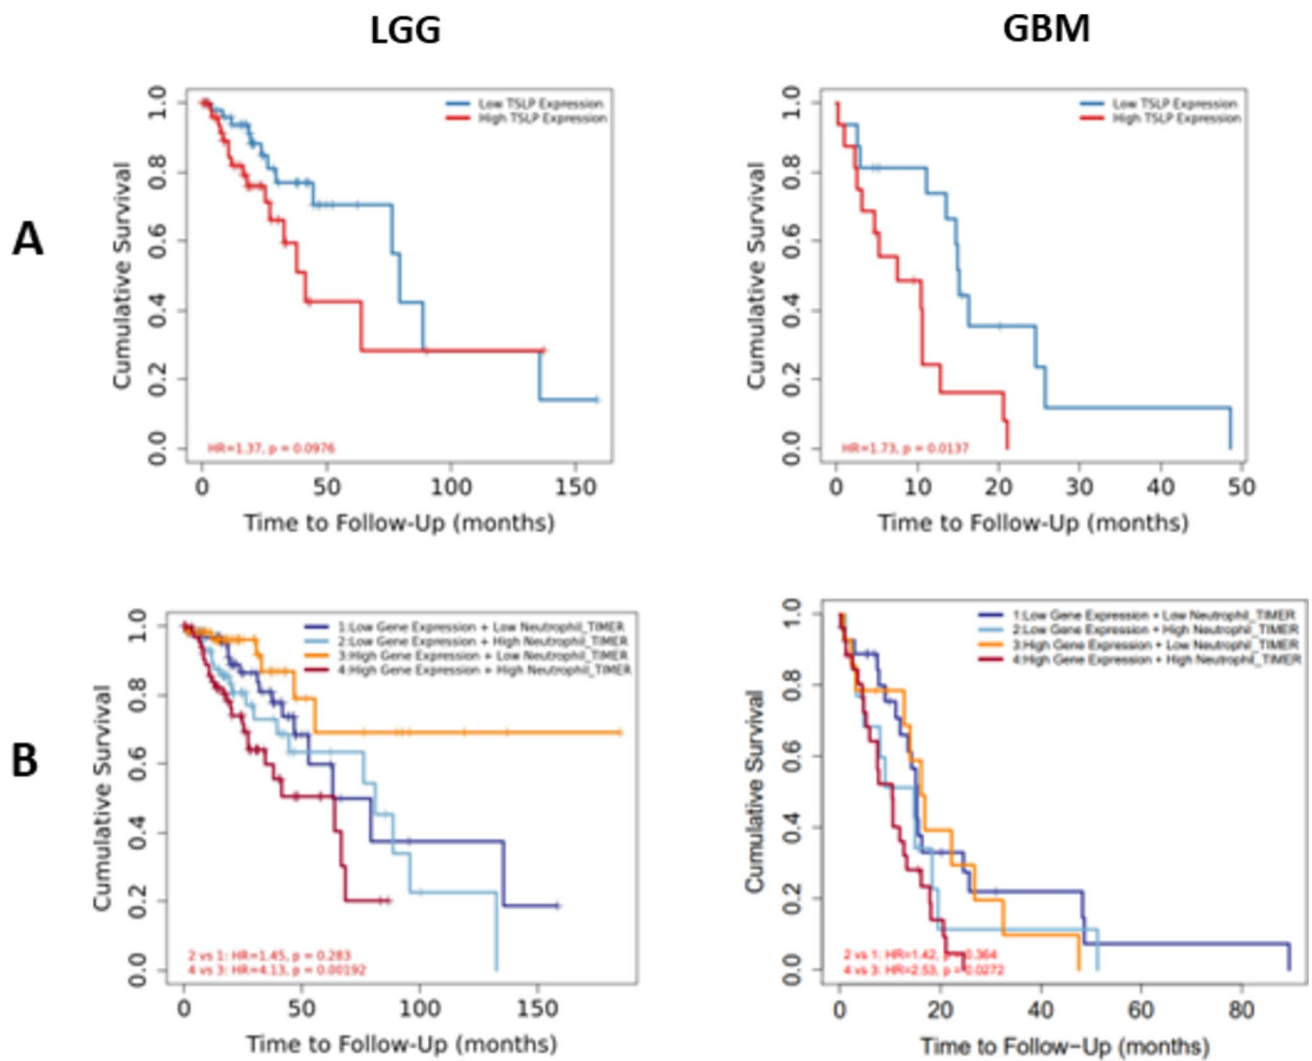 LGG
GBM
A
Cumulative Survival
0.0 0.2 0.4 0.6 0.8 1.0
Low TSLP Expression
High TSLP Expression
HR=1.37, p = 0.0976
0 50 100 150
Time to Follow-Up (months)
Cumulative Survival
0.0 0.2 0.4 0.6 0.8 1.0
Low TSLP Expression
High TSLP Expression
HR=1.73, p = 0.0137
0 10 20 30 40 50
Time to Follow-Up (months)
B
Cumulative Survival
0.0 0.2 0.4 0.6 0.8 1.0
1:Low Gene Expression + Low Neutrophil_TIMER
2:Low Gene Expression + High Neutrophil_TIMER
3:High Gene Expression + Low Neutrophil_TIMER
4:High Gene Expression + High Neutrophil_TIMER
2 vs 1: HR=1.45, p = 0.283
4 vs 3: HR=4.13, p = 0.00192
0 50 100 150
Time to Follow-Up (months)
Cumulative Survival
0.0 0.2 0.4 0.6 0.8 1.0
1:Low Gene Expression + Low Neutrophil_TIMER
2:Low Gene Expression + High Neutrophil_TIMER
3:High Gene Expression + Low Neutrophil_TIMER
4:High Gene Expression + High Neutrophil_TIMER
2 vs 1: HR=1.42, p = 0.364
4 vs 3: HR=2.53, p = 0.0272
0 20 40 60 80
Time to Follow−Up (months)